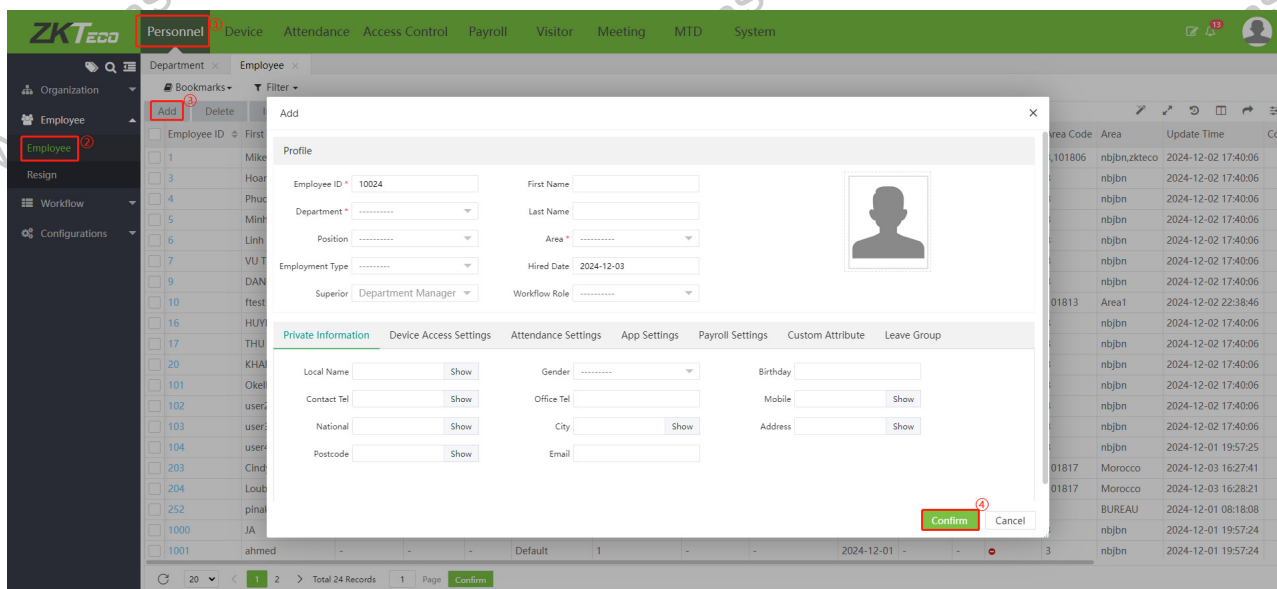 ZKTECO Personnel ① Device Attendance Access Control Payroll Visitor Meeting MTD System 13
Department × Employee ×
Organization Bookmarks Filter
③
Add Delete Add ×
Employee Employee ID First Area Code Area Update Time
Profile
Employee ② 1 Mike ,101806 nbjbn,zkteco 2024-12-02 17:40:06
Resign 3 Employee ID * 10024 First Name nbjbn 2024-12-02 17:40:06
Workflow 4 Phuc nbjbn 2024-12-02 17:40:06
Department * ---------- Last Name
5 Minh nbjbn 2024-12-02 17:40:06
Configurations 6 Linh Position ---------- Area * ---------- nbjbn 2024-12-02 17:40:06
7 VU T nbjbn 2024-12-02 17:40:06
Employment Type --------- Hired Date 2024-12-03
9 DAN nbjbn 2024-12-02 17:40:06
Superior Department Manager Workflow Role ----------
10 ftest 01813 Area1 2024-12-02 22:38:46
16 HUY nbjbn 2024-12-02 17:40:06
17 THU Private Information Device Access Settings Attendance Settings App Settings Payroll Settings Custom Attribute Leave Group nbjbn 2024-12-02 17:40:06
20 KHAI nbjbn 2024-12-02 17:40:06
Local Name Show Gender --------- Birthday
101 Okel nbjbn 2024-12-02 17:40:06
102 user2 Contact Tel Show Office Tel Mobile Show nbjbn 2024-12-02 17:40:06
103 user3 National Show City Show Address Show nbjbn 2024-12-02 17:40:06
104 user4 nbjbn 2024-12-01 19:57:25
Postcode Show Email
203 Cindy 01817 Morocco 2024-12-03 16:27:41
204 Loub 01817 Morocco 2024-12-03 16:28:21
252 pinal BUREAU 2024-12-01 08:18:08
④
Confirm Cancel
1000 JA nbjbn 2024-12-01 19:57:24
1001 ahmed - - - Default 1 - - 2024-12-01 - - 3 nbjbn 2024-12-01 19:57:24
20 < 1 2 > Total 24 Records 1 Page Confirm